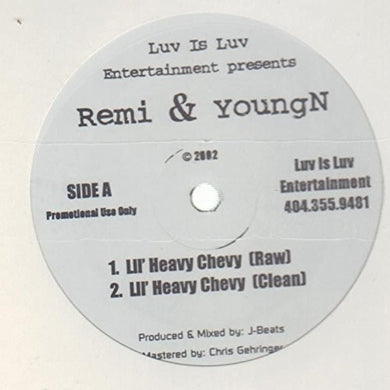 Luv Is Luv
Entertainment presents
Remi & YoungN
© 2002
SIDE A
Promotional Use Only
Luv Is Luv
Entertainment
404.355.9481
1. Lil' Heavy Chevy (Raw)
2. Lil' Heavy Chevy (Clean)
Produced & Mixed by: J-Beats
Mastered by: Chris Gehringer